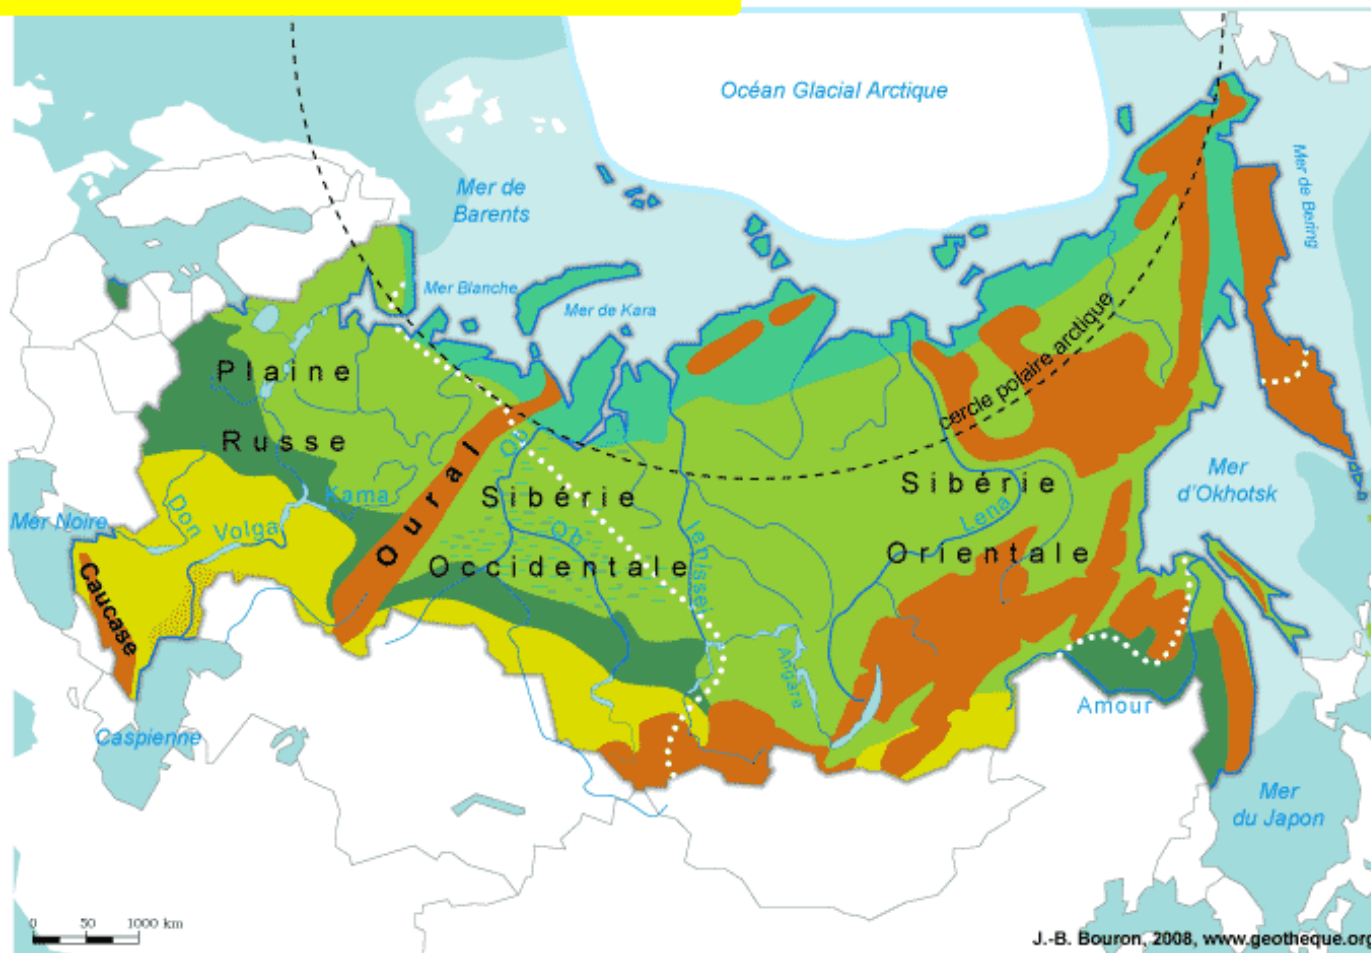 Océan Glacial Arctique
Mer de
Barents
Mer de Bering
Mer Blanche
Mer de Kara
cercle polaire arctique
Plaine
Russe
Oural
Ob
Sibérie
Occidentale
Ob
Kama
Don
Volga
Mer Noire
Caucase
Caspienne
Ienisseï
Angara
Sibérie
Orientale
Lena
Mer
d'Okhotsk
Amour
Mer
du Japon
0 50 1000 km
J.-B. Bouron, 2008, www.geotheque.org